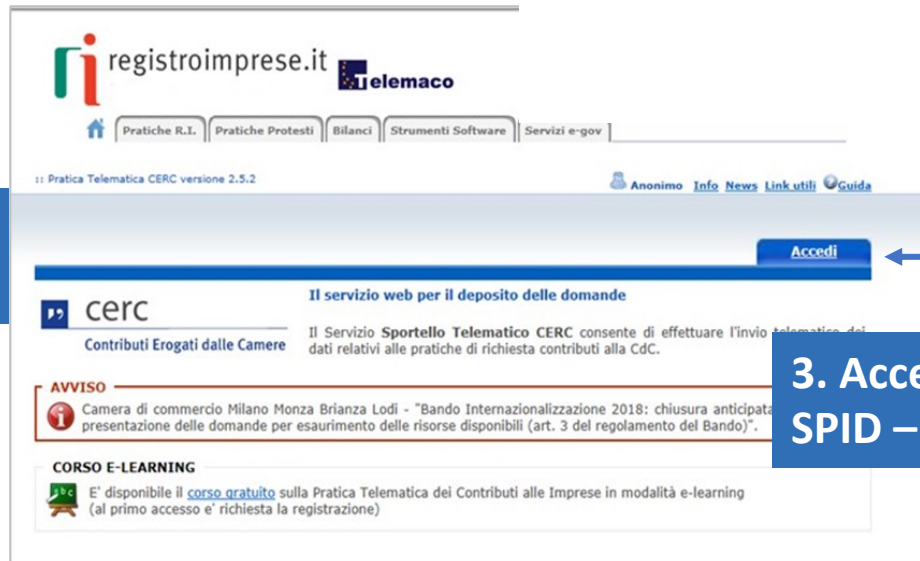 registroimprese.it
Telemaco
Pratiche R.I. Pratiche Protesti Bilanci Strumenti Software Servizi e-gov
:: Pratica Telematica CERC versione 2.5.2
Anonimo Info News Link utili Guida
Accedi
cerc
Contributi Erogati dalle Camere
Il servizio web per il deposito delle domande
Il Servizio Sportello Telematico CERC consente di effettuare l'invio telematico dei
dati relativi alle pratiche di richiesta contributi alla CdC.
3. Acce
SPID –
AVVISO
Camera di commercio Milano Monza Brianza Lodi - "Bando Internazionalizzazione 2018: chiusura anticipata
presentazione delle domande per esaurimento delle risorse disponibili (art. 3 del regolamento del Bando)".
CORSO E-LEARNING
E' disponibile il corso gratuito sulla Pratica Telematica dei Contributi alle Imprese in modalità e-learning
(al primo accesso e' richiesta la registrazione)